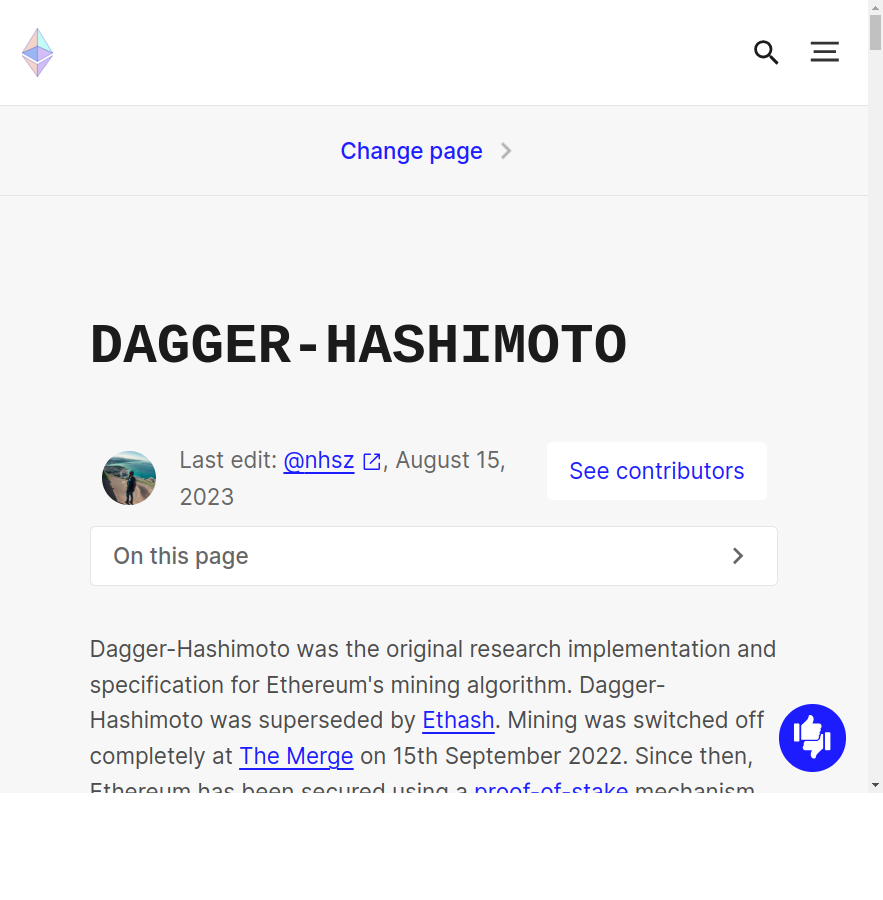 Change page
DAGGER-HASHIMOTO
Last edit: @nhsz, August 15,
2023
See contributors
On this page
Dagger-Hashimoto was the original research implementation and
specification for Ethereum's mining algorithm. Dagger-
Hashimoto was superseded by Ethash. Mining was switched off
completely at The Merge on 15th September 2022. Since then,
Ethereum has been secured using a proof-of-stake mechanism